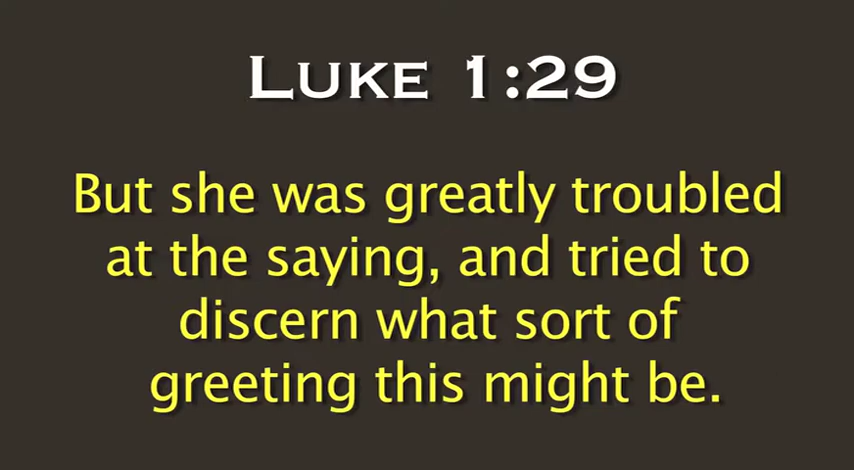 Luke 1:29
But she was greatly troubled
at the saying, and tried to
discern what sort of
greeting this might be.